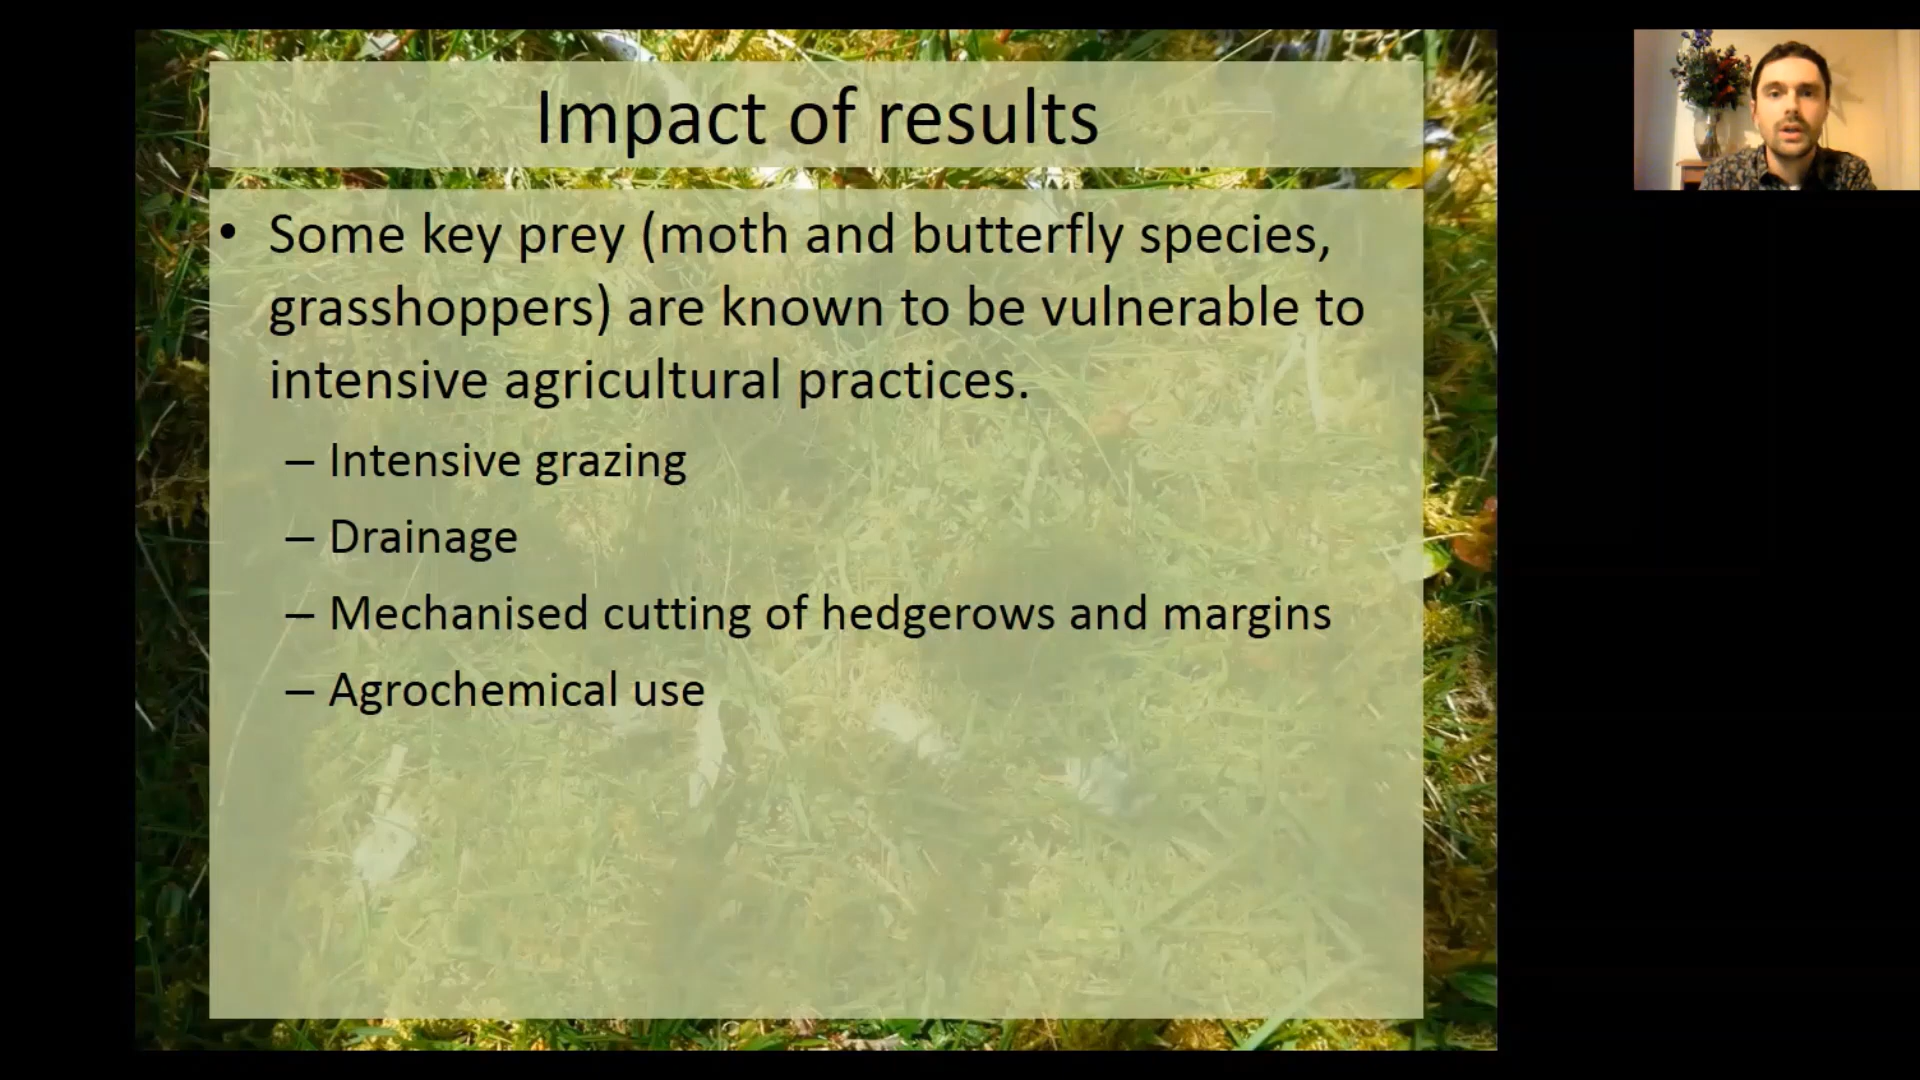 Impact of results
• Some key prey (moth and butterfly species,
grasshoppers) are known to be vulnerable to
intensive agricultural practices.
– Intensive grazing
– Drainage
– Mechanised cutting of hedgerows and margins
– Agrochemical use